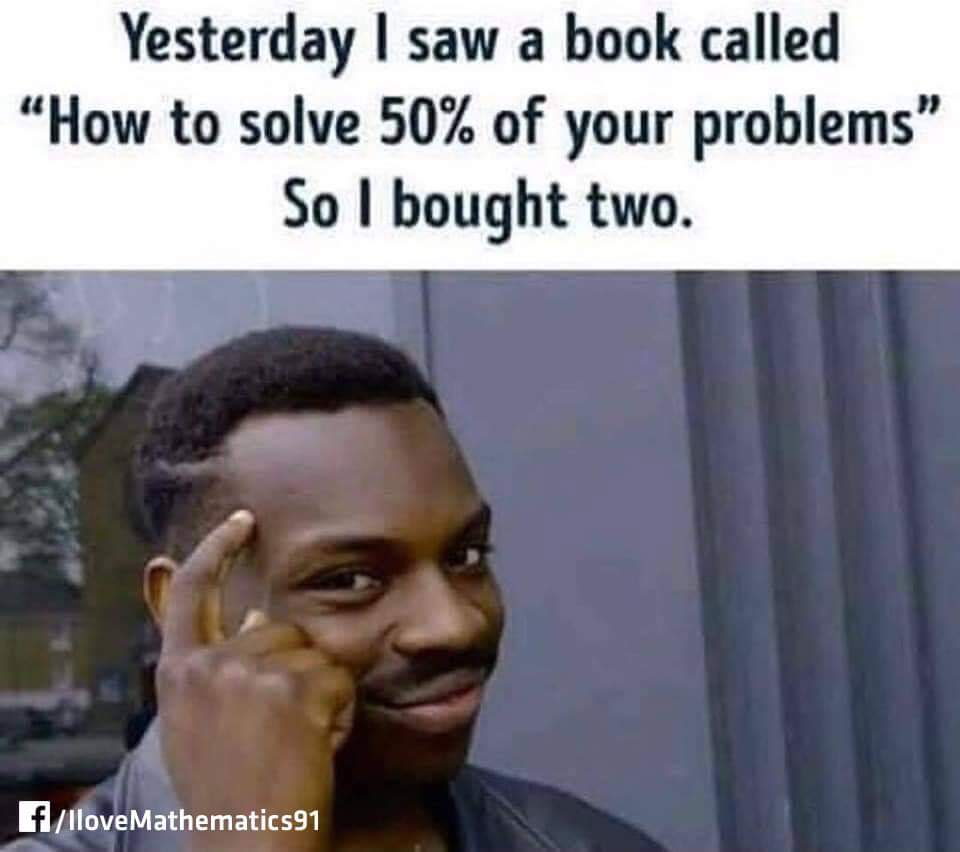 Yesterday I saw a book called
“How to solve 50% of your problems”
So I bought two.
f/IloveMathematics91